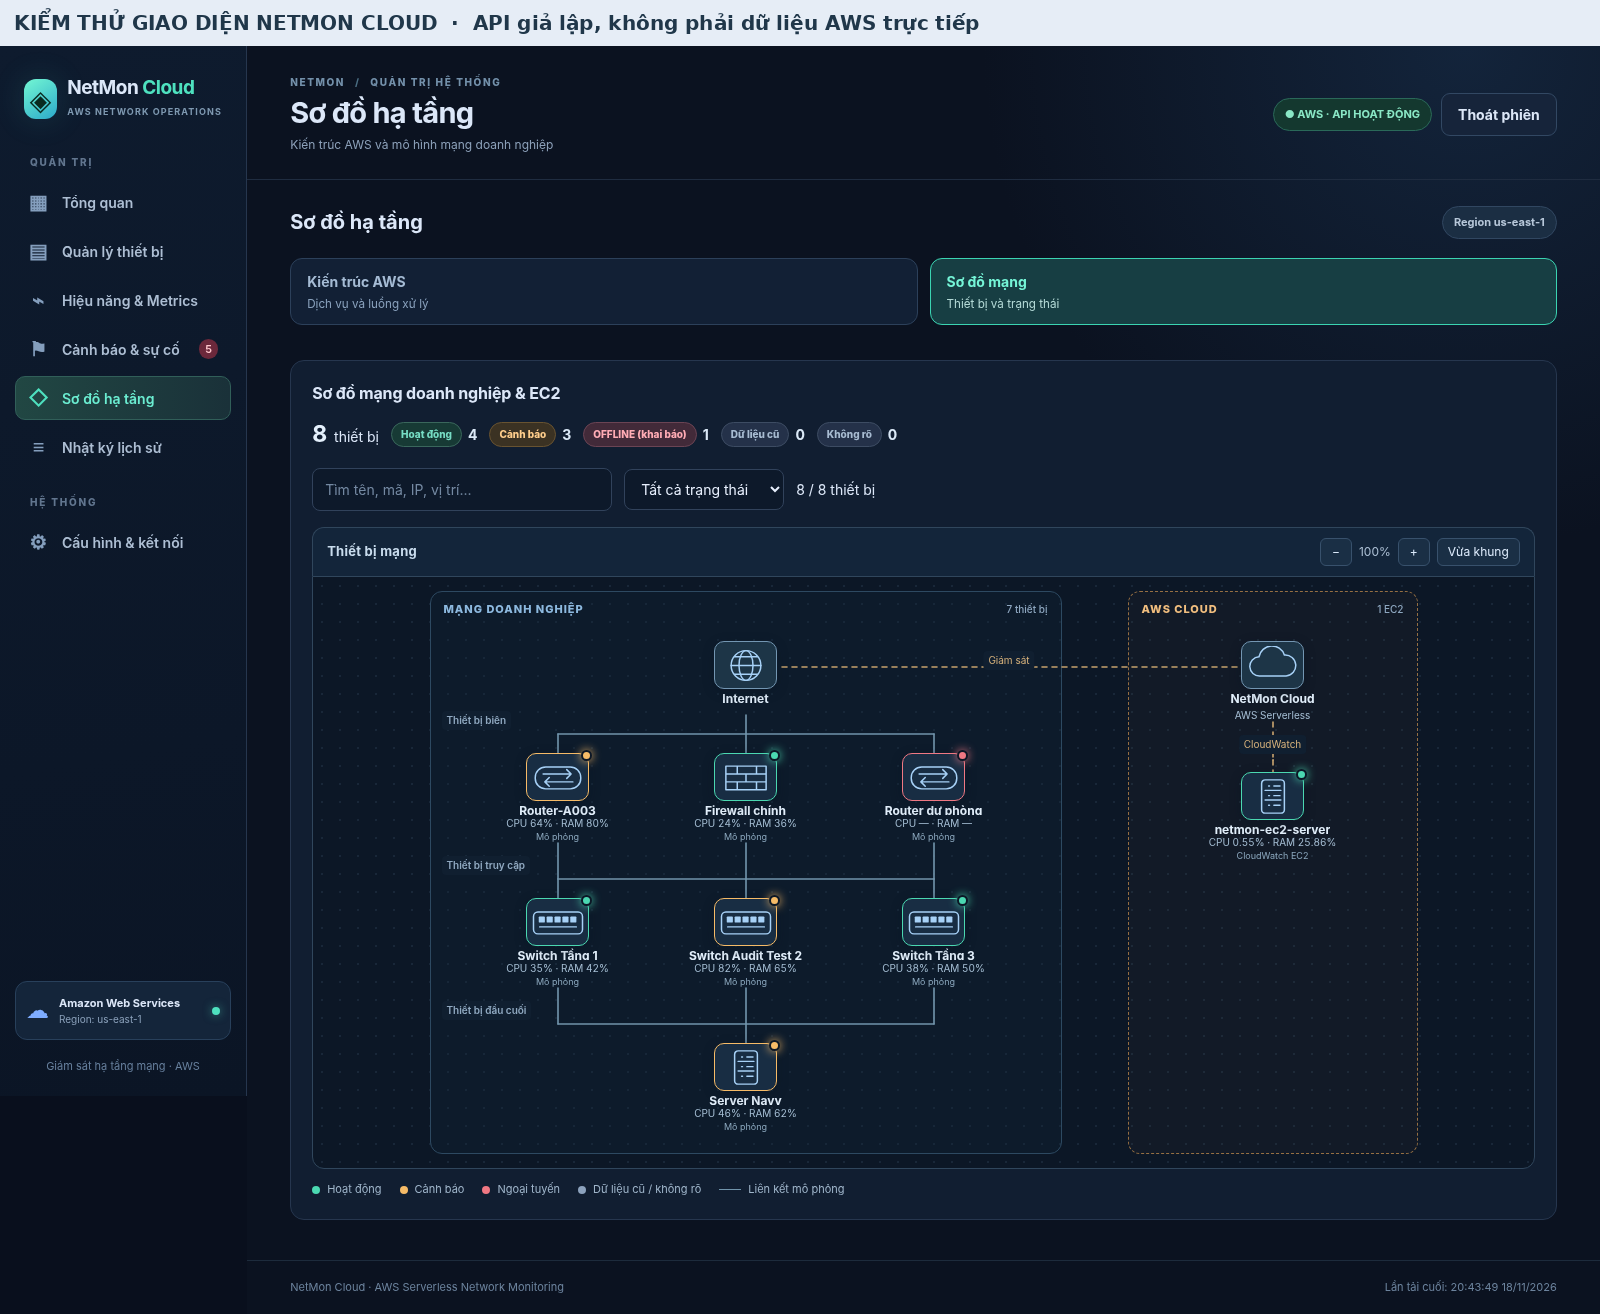 KIỂM THỬ GIAO DIỆN NETMON CLOUD · API giả lập, không phải dữ liệu AWS trực tiếp
NetMon Cloud
AWS NETWORK OPERATIONS
QUẢN TRỊ
Tổng quan
Quản lý thiết bị
Hiệu năng & Metrics
Cảnh báo & sự cố 5
Sơ đồ hạ tầng
Nhật ký lịch sử
HỆ THỐNG
Cấu hình & kết nối
Amazon Web Services
Region: us-east-1
Giám sát hạ tầng mạng · AWS
NETMON / QUẢN TRỊ HỆ THỐNG
Sơ đồ hạ tầng
Kiến trúc AWS và mô hình mạng doanh nghiệp
AWS · API HOẠT ĐỘNG
Thoát phiên
Sơ đồ hạ tầng
Region us-east-1
Kiến trúc AWS
Dịch vụ và luồng xử lý
Sơ đồ mạng
Thiết bị và trạng thái
Sơ đồ mạng doanh nghiệp & EC2
8 thiết bị Hoạt động 4 Cảnh báo 3 OFFLINE (khai báo) 1 Dữ liệu cũ 0 Không rõ 0
Tìm tên, mã, IP, vị trí... Tất cả trạng thái 8 / 8 thiết bị
Thiết bị mạng
− 100% + Vừa khung
MẠNG DOANH NGHIỆP 7 thiết bị
AWS CLOUD 1 EC2
Internet
Giám sát
NetMon Cloud
AWS Serverless
CloudWatch
Thiết bị biên
Router-A003
CPU 64% · RAM 80%
Mô phỏng
Firewall chính
CPU 24% · RAM 36%
Mô phỏng
Router dự phòng
CPU — · RAM —
Mô phỏng
netmon-ec2-server
CPU 0.55% · RAM 25.86%
CloudWatch EC2
Thiết bị truy cập
Switch Tầng 1
CPU 35% · RAM 42%
Mô phỏng
Switch Audit Test 2
CPU 82% · RAM 65%
Mô phỏng
Switch Tầng 3
CPU 38% · RAM 50%
Mô phỏng
Thiết bị đầu cuối
Server Navv
CPU 46% · RAM 62%
Mô phỏng
Hoạt động Cảnh báo Ngoại tuyến Dữ liệu cũ / không rõ Liên kết mô phỏng
NetMon Cloud · AWS Serverless Network Monitoring
Lần tải cuối: 20:43:49 18/11/2026